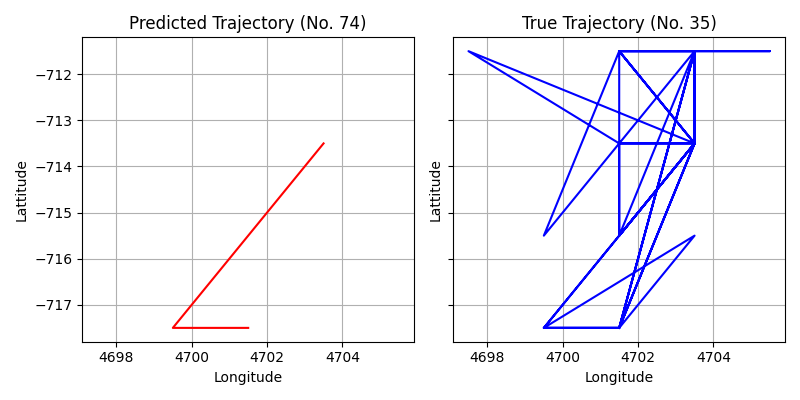 Predicted Trajectory (No. 74)
True Trajectory (No. 35)
Lattitude
−712
−713
−714
−715
−716
−717
4698
4700
4702
4704
Longitude
Lattitude
4698
4700
4702
4704
Longitude